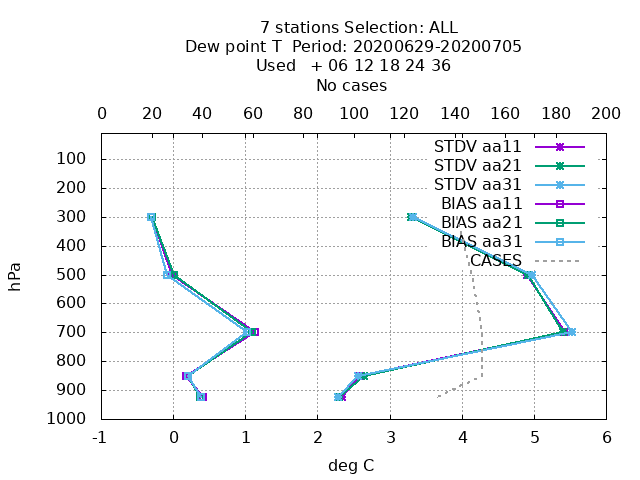 7 stations Selection: ALL
Dew point T  Period: 20200629-20200705
Used   + 06 12 18 24 36
No cases
0 20 40 60 80 100 120 140 160 180 200
STDV aa11
STDV aa21
STDV aa31
BIAS aa11
BIAS aa21
BIAS aa31
CASES
hPa
100
200
300
400
500
600
700
800
900
1000
-1 0 1 2 3 4 5 6
deg C